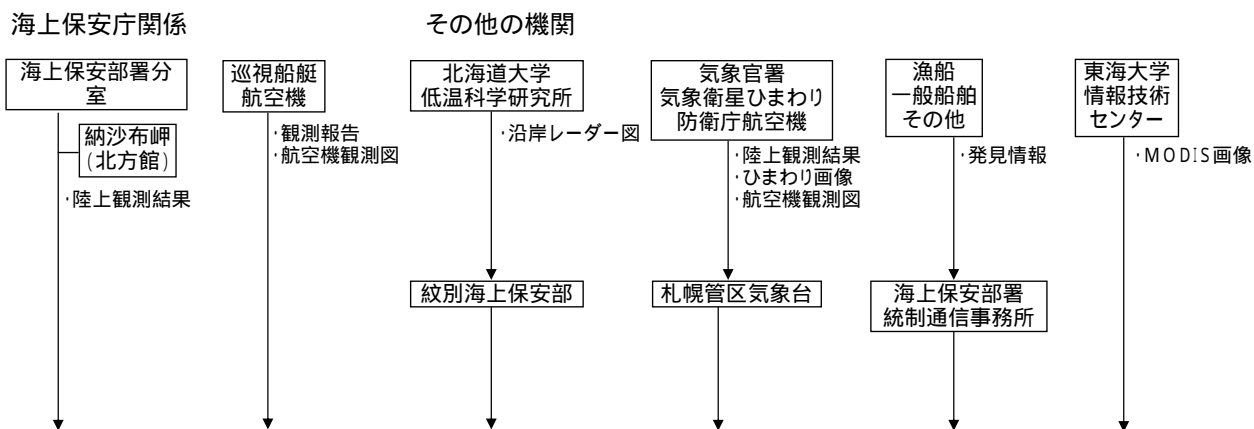 海上保安庁関係
その他の機関
海上保安部署分
室
納沙布岬
(北方館)
・陸上観測結果
巡視船艇
航空機
・観測報告
・航空機観測図
北海道大学
低温科学研究所
・沿岸レーダー図
紋別海上保安部
気象官署
気象衛星ひまわり
防衛庁航空機
・陸上観測結果
・ひまわり画像
・航空機観測図
札幌管区気象台
漁船
一般船舶
その他
・発見情報
海上保安部署
統制通信事務所
東海大学
情報技術
センター
・MODIS画像